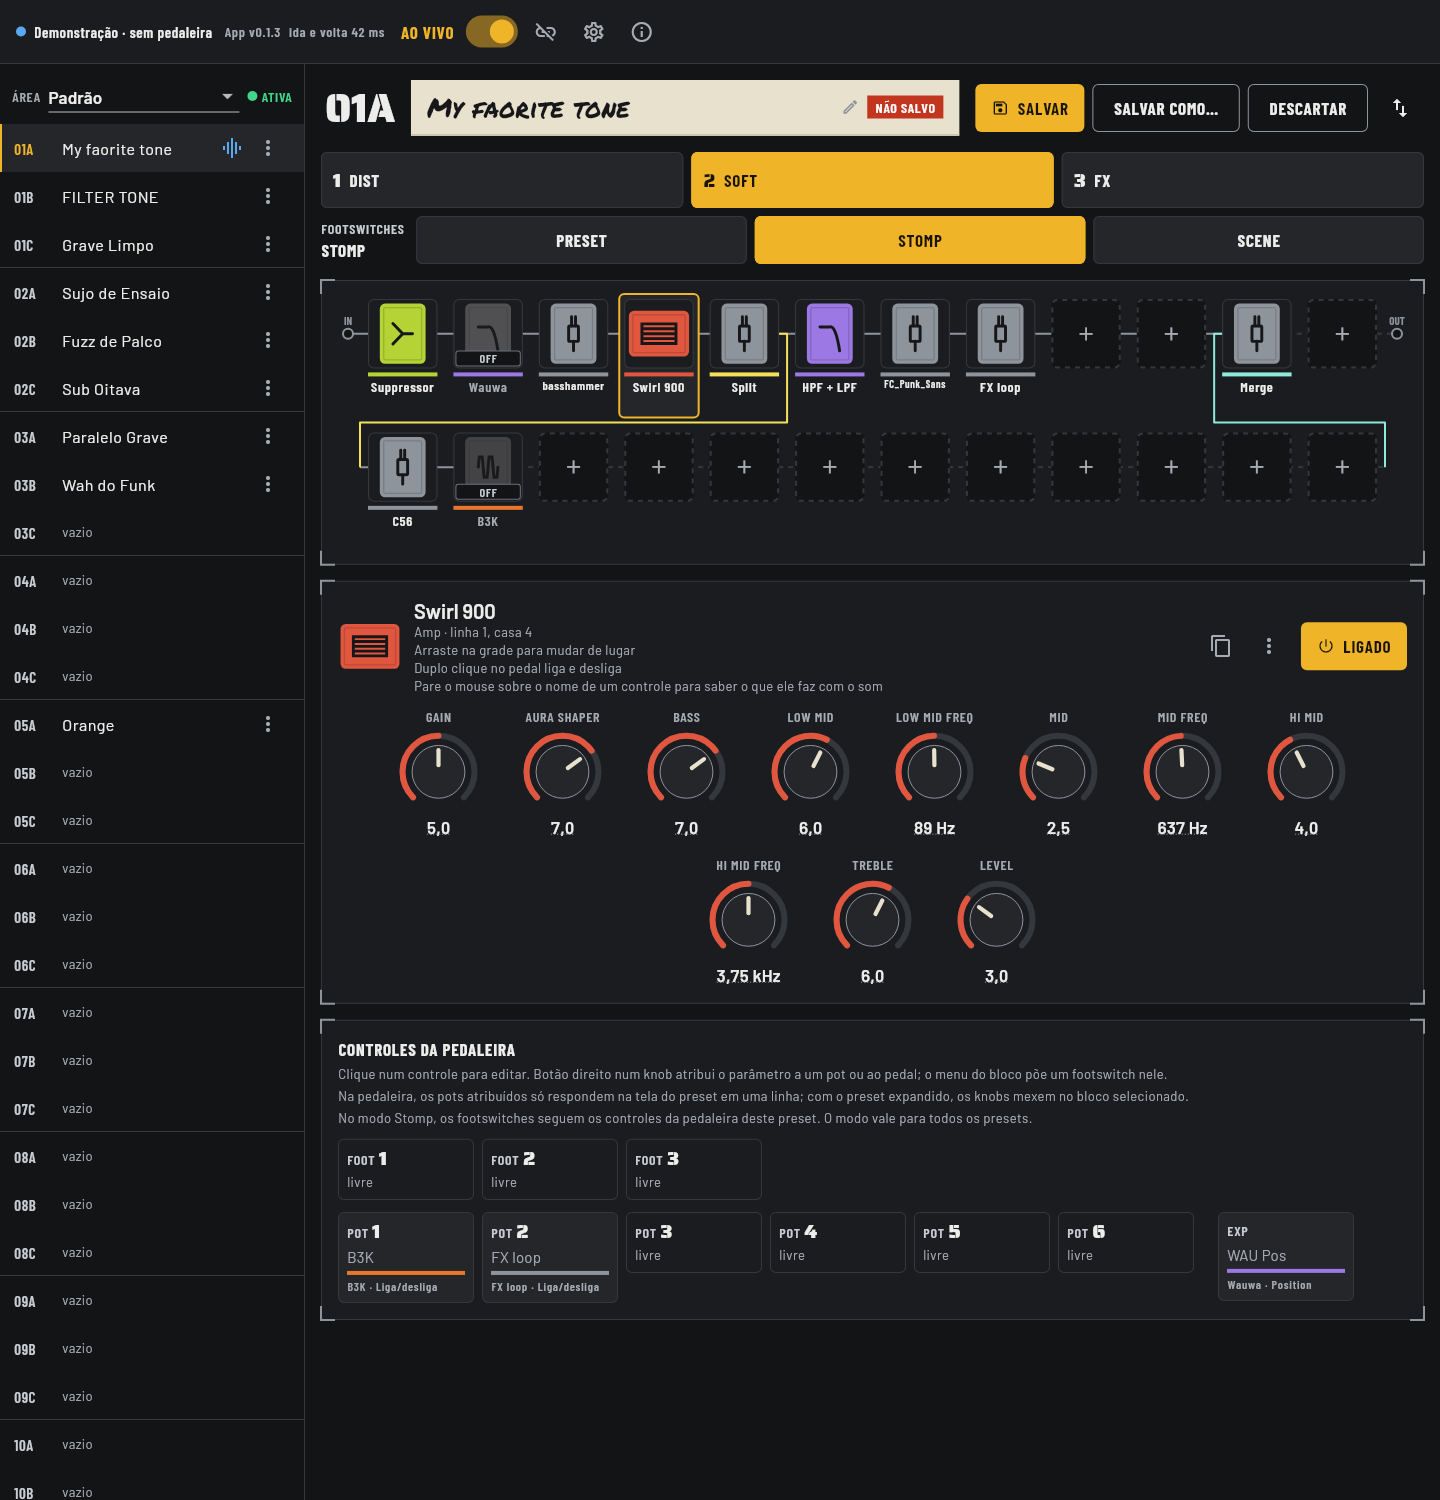 Demonstração · sem pedaleira App v0.1.3 Ida e volta 42 ms AO VIVO
ÁREA Padrão ATIVA
01A My faorite tone
01B FILTER TONE
01C Grave Limpo
02A Sujo de Ensaio
02B Fuzz de Palco
02C Sub Oitava
03A Paralelo Grave
03B Wah do Funk
03C vazio
04A vazio
04B vazio
04C vazio
05A Orange
05B vazio
05C vazio
06A vazio
06B vazio
06C vazio
07A vazio
07B vazio
07C vazio
08A vazio
08B vazio
08C vazio
09A vazio
09B vazio
09C vazio
10A vazio
10B vazio
01A My faorite tone NÃO SALVO SALVAR SALVAR COMO... DESCARTAR
1 DIST 2 SOFT 3 FX
FOOTSWITCHES
STOMP
PRESET STOMP SCENE
IN OUT
OFF
Suppressor Wauwa basshammer Swirl 900 Split HPF + LPF FC_Punk_Sans FX loop Merge
OFF
C56 B3K
Swirl 900
Amp · linha 1, casa 4
Arraste na grade para mudar de lugar
Duplo clique no pedal liga e desliga
Pare o mouse sobre o nome de um controle para saber o que ele faz com o som
LIGADO
GAIN AURA SHAPER BASS LOW MID LOW MID FREQ MID MID FREQ HI MID
5,0 7,0 7,0 6,0 89 Hz 2,5 637 Hz 4,0
HI MID FREQ TREBLE LEVEL
3,75 kHz 6,0 3,0
CONTROLES DA PEDALEIRA
Clique num controle para editar. Botão direito num knob atribui o parâmetro a um pot ou ao pedal; o menu do bloco põe um footswitch nele.
Na pedaleira, os pots atribuídos só respondem na tela do preset em uma linha; com o preset expandido, os knobs mexem no bloco selecionado.
No modo Stomp, os footswitches seguem os controles da pedaleira deste preset. O modo vale para todos os presets.
FOOT 1 FOOT 2 FOOT 3
livre livre livre
POT 1 POT 2 POT 3 POT 4 POT 5 POT 6 EXP
B3K FX loop livre livre livre livre WAU Pos
B3K · Liga/desliga FX loop · Liga/desliga Wauwa · Position